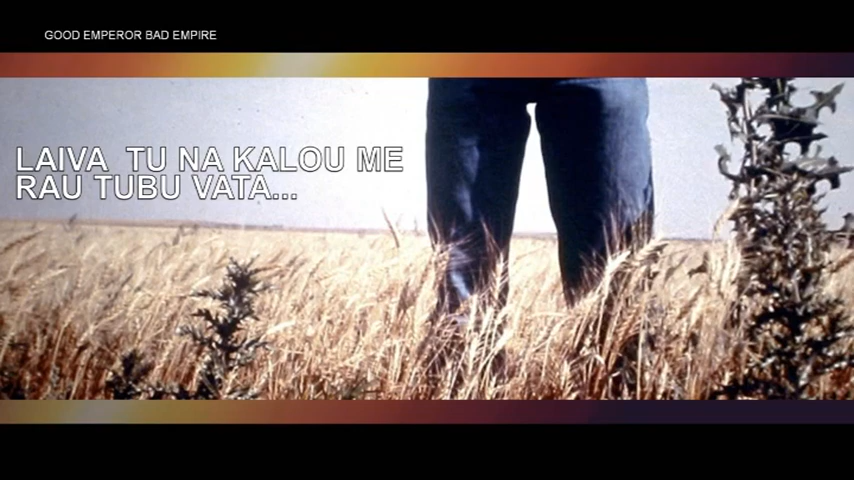 GOOD EMPEROR BAD EMPIRE
LAIVA TU NA KALOU ME
RAU TUBU VATA...